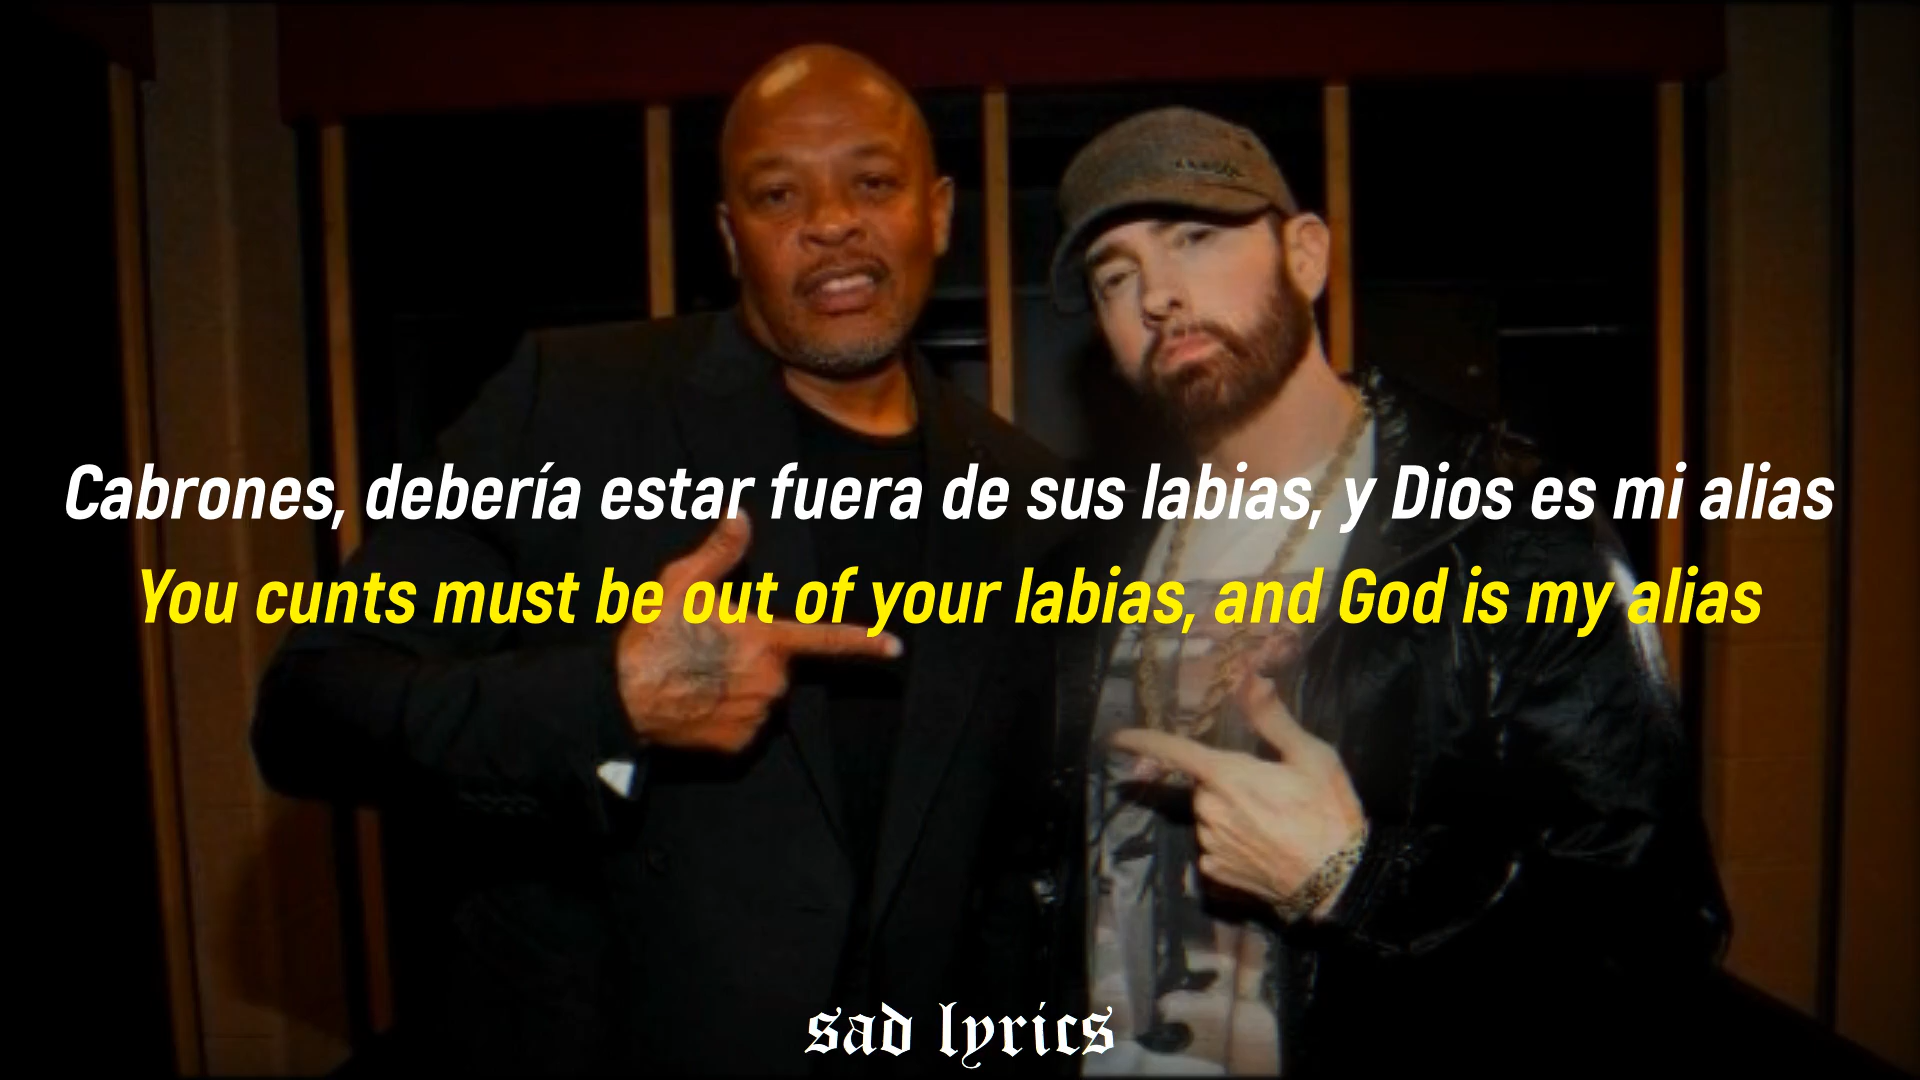 Cabrones, debería estar fuera de sus labias, y Dios es mi alias
You cunts must be out of your labias, and God is my alias
sad lyrics